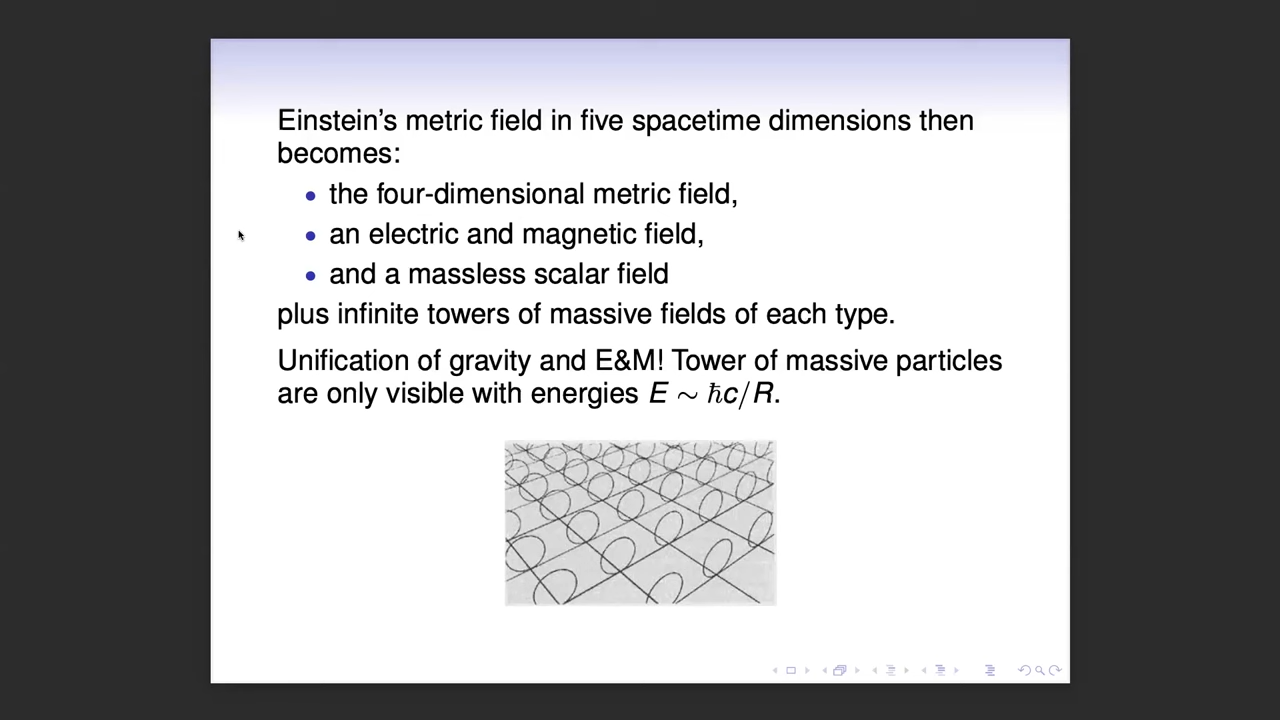 Einstein's metric field in five spacetime dimensions then
becomes:
• the four-dimensional metric field,
• an electric and magnetic field,
• and a massless scalar field
plus infinite towers of massive fields of each type.
Unification of gravity and E&M! Tower of massive particles
are only visible with energies E ∼ ℏc/R.